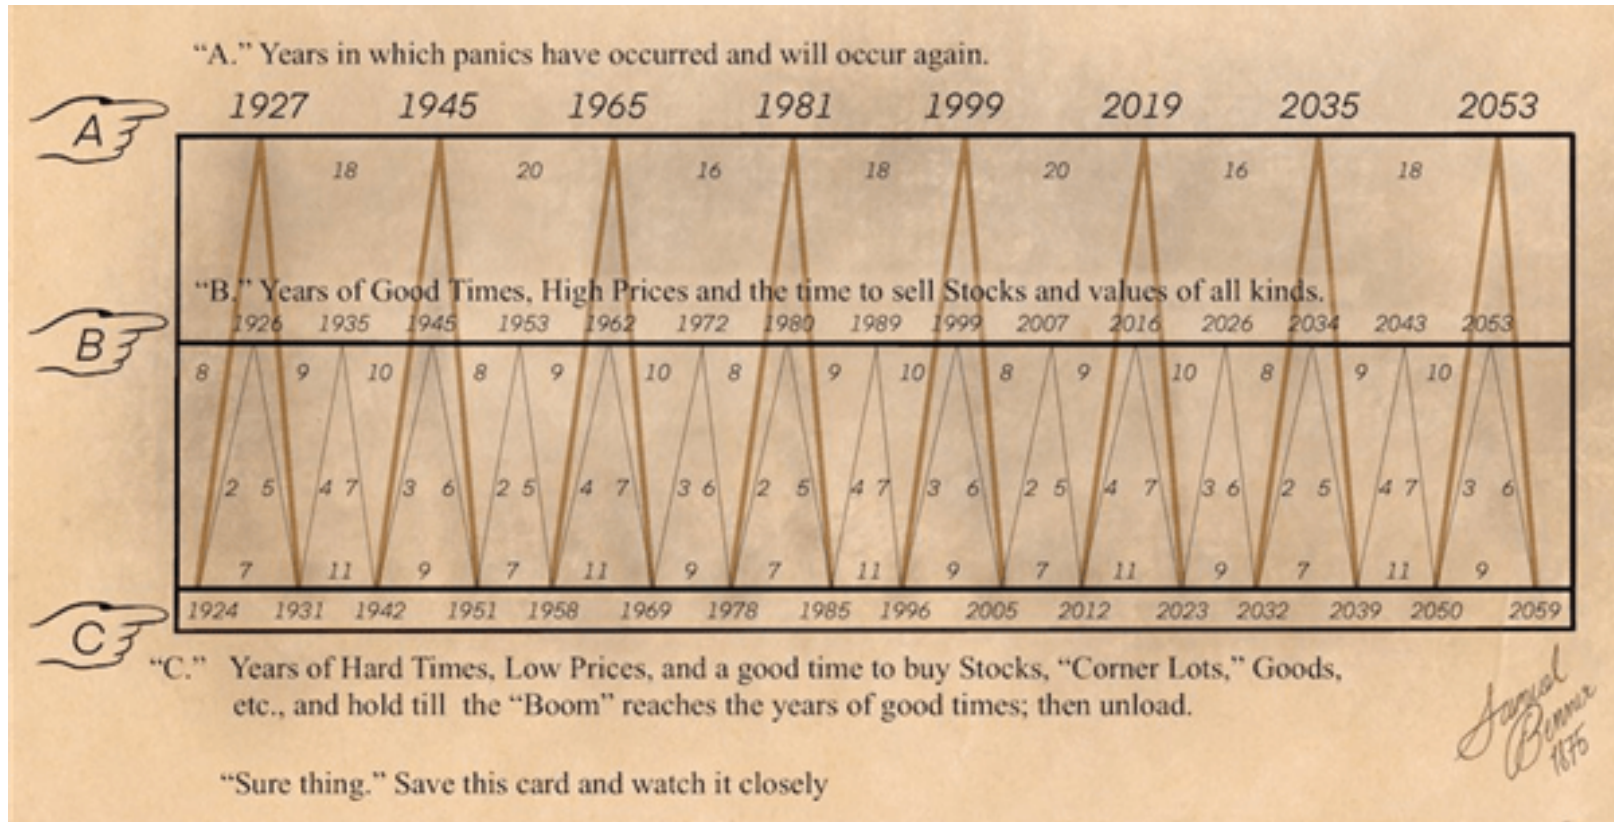 “A.” Years in which panics have occurred and will occur again.
1927 1945 1965 1981 1999 2019 2035 2053
A
18 20 16 18 20 16 18
“B.” Years of Good Times, High Prices and the time to sell Stocks and values of all kinds.
1926 1935 1945 1953 1962 1972 1980 1989 1999 2007 2016 2026 2034 2043 2053
B
8 9 10 8 9 10 8 9 10 8 9 10 8 9 10
2 5 4 7 3 6 2 5 4 7 3 6 2 5 4 7 3 6 2 5 4 7 3 6 2 5 4 7 3 6
7 11 9 7 11 9 7 11 9 7 11 9 7 11 9
1924 1931 1942 1951 1958 1969 1978 1985 1996 2005 2012 2023 2032 2039 2050 2059
C
“C.” Years of Hard Times, Low Prices, and a good time to buy Stocks, “Corner Lots,” Goods,
etc., and hold till the “Boom” reaches the years of good times; then unload.
Samuel
Benner
1875
“Sure thing.” Save this card and watch it closely